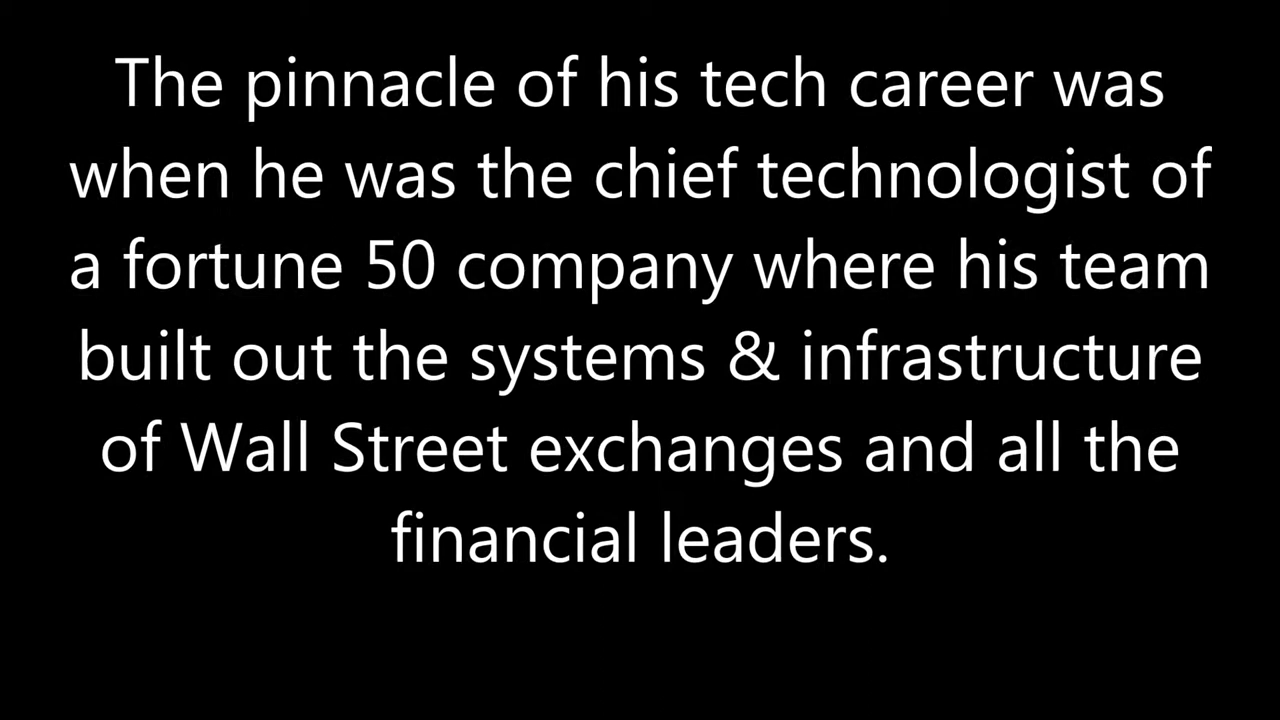 The pinnacle of his tech career was
when he was the chief technologist of
a fortune 50 company where his team
built out the systems & infrastructure
of Wall Street exchanges and all the
financial leaders.